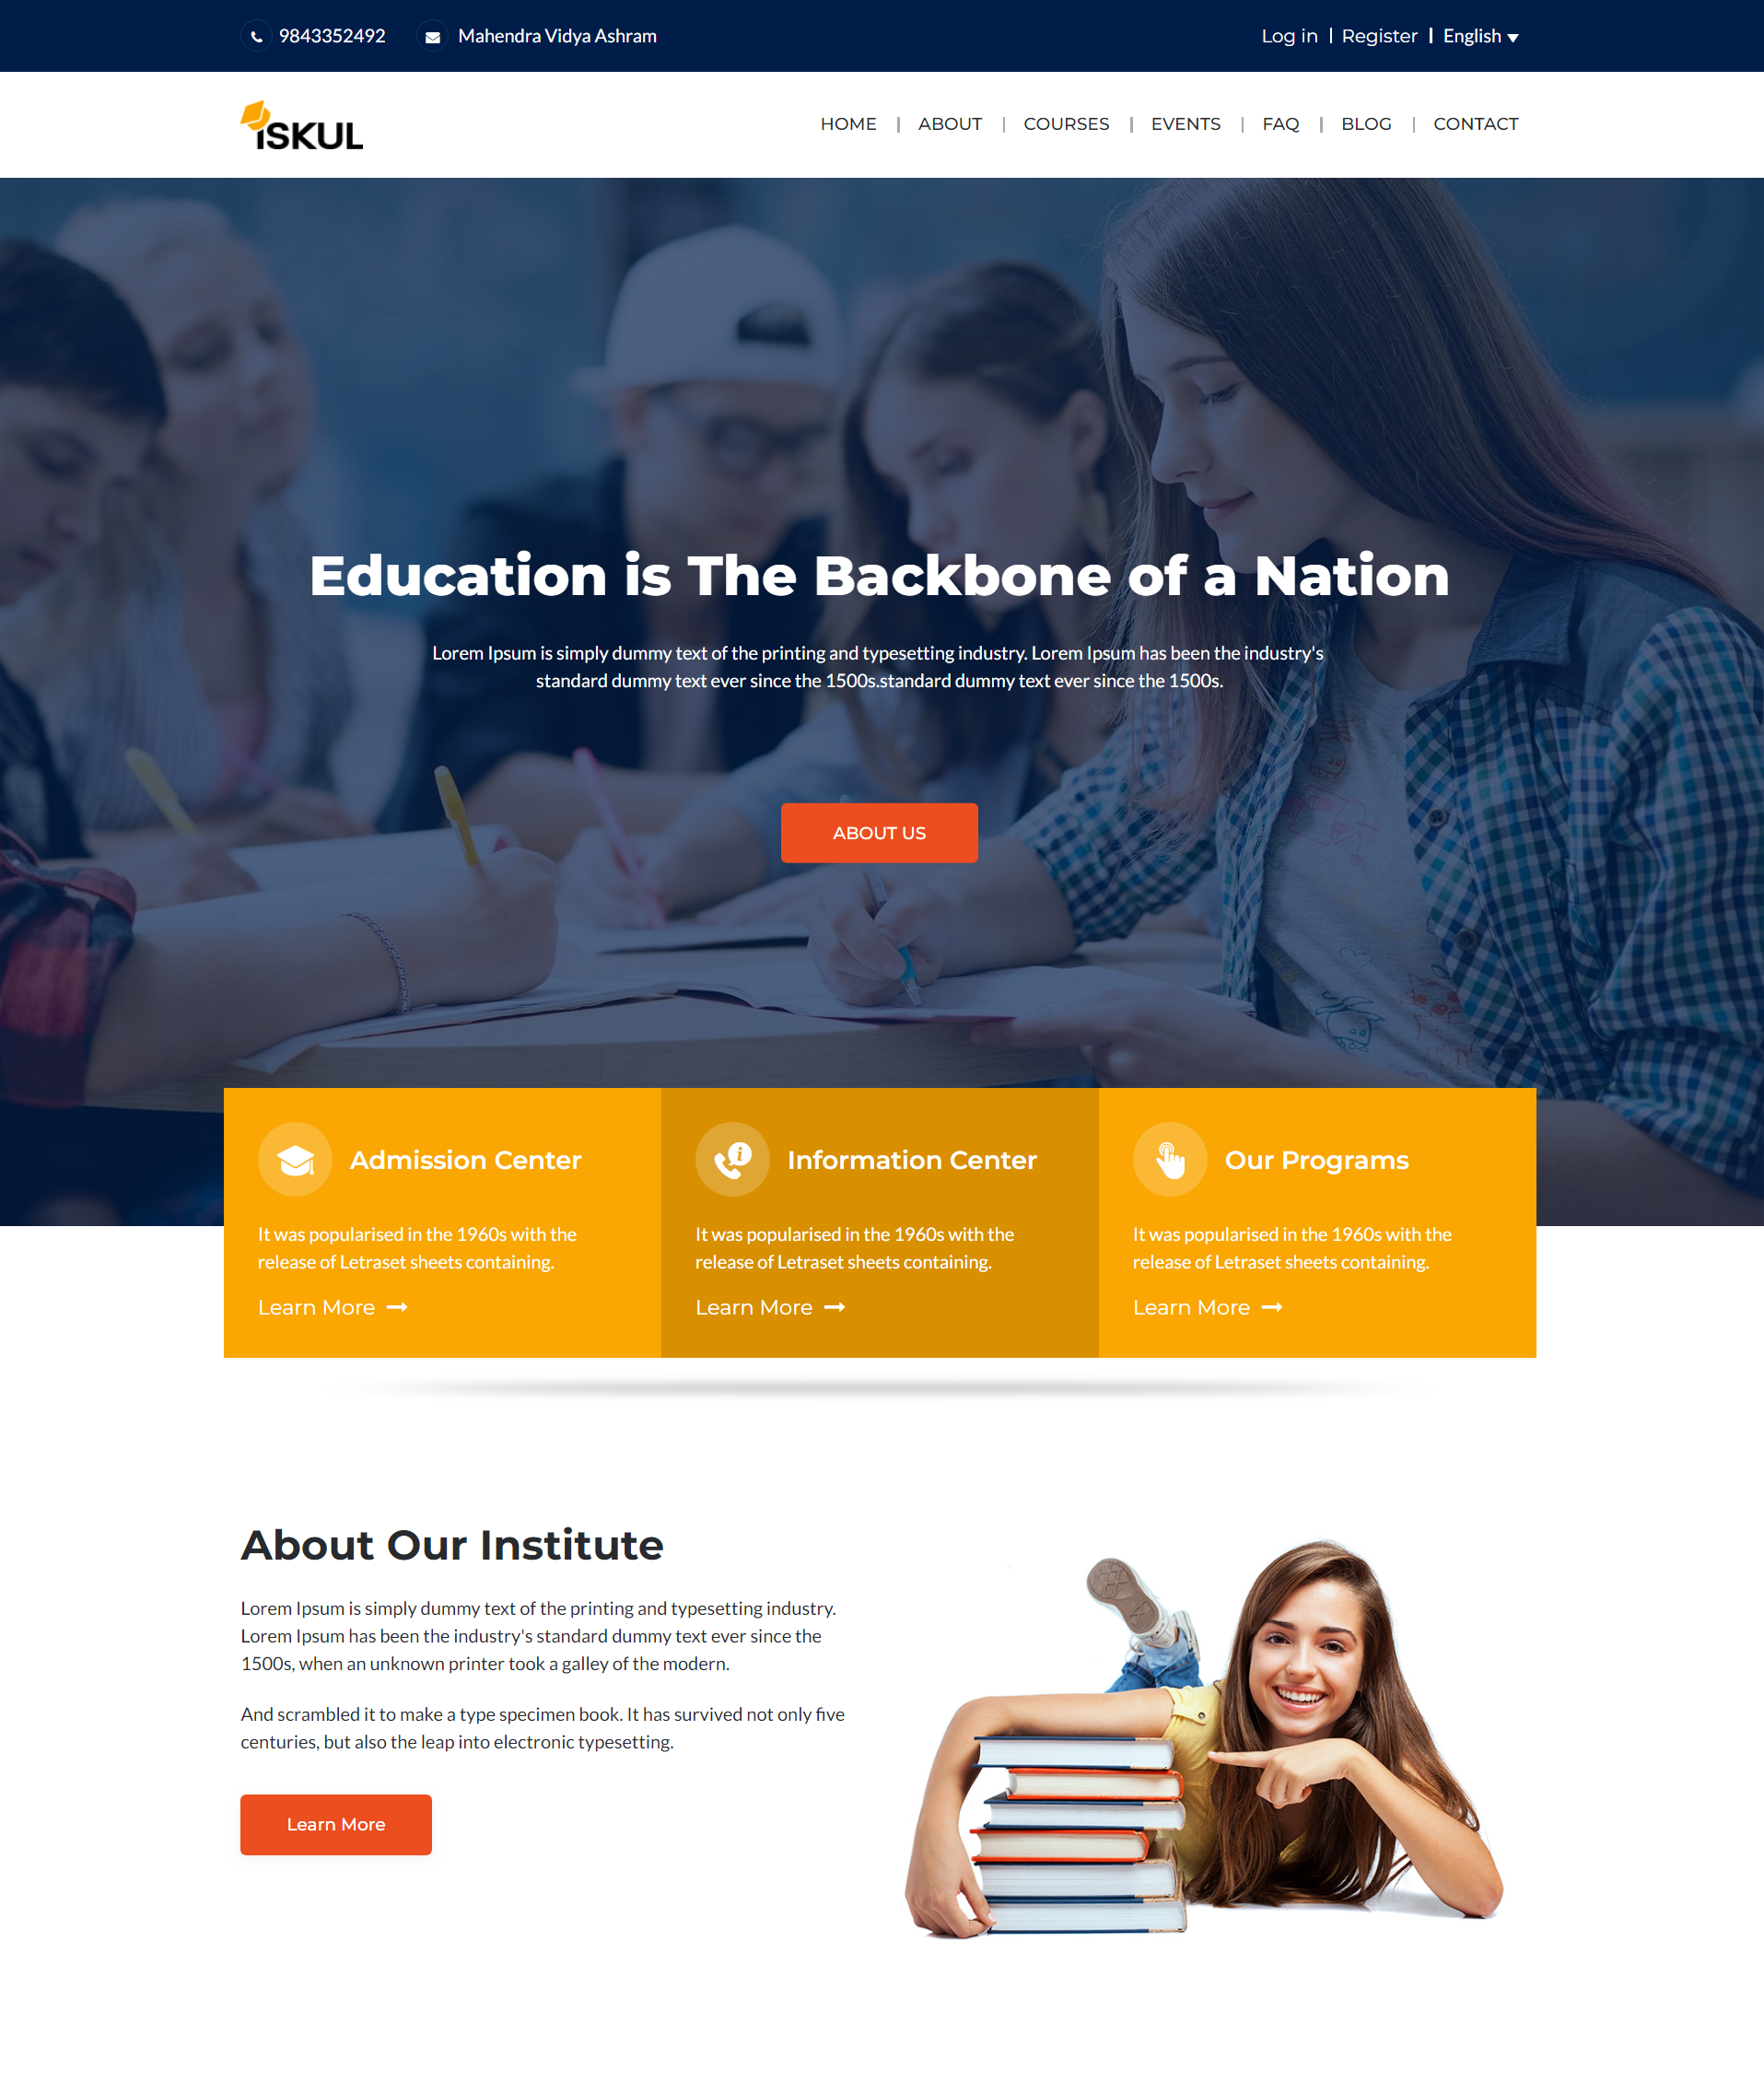 9843352492 Mahendra Vidya Ashram Log in | Register | English
iSKUL HOME | ABOUT | COURSES | EVENTS | FAQ | BLOG | CONTACT
Education is The Backbone of a Nation
Lorem Ipsum is simply dummy text of the printing and typesetting industry. Lorem Ipsum has been the industry's
standard dummy text ever since the 1500s.standard dummy text ever since the 1500s.
ABOUT US
Admission Center
It was popularised in the 1960s with the
release of Letraset sheets containing.
Learn More
Information Center
It was popularised in the 1960s with the
release of Letraset sheets containing.
Learn More
Our Programs
It was popularised in the 1960s with the
release of Letraset sheets containing.
Learn More
About Our Institute
Lorem Ipsum is simply dummy text of the printing and typesetting industry.
Lorem Ipsum has been the industry's standard dummy text ever since the
1500s, when an unknown printer took a galley of the modern.
And scrambled it to make a type specimen book. It has survived not only five
centuries, but also the leap into electronic typesetting.
Learn More